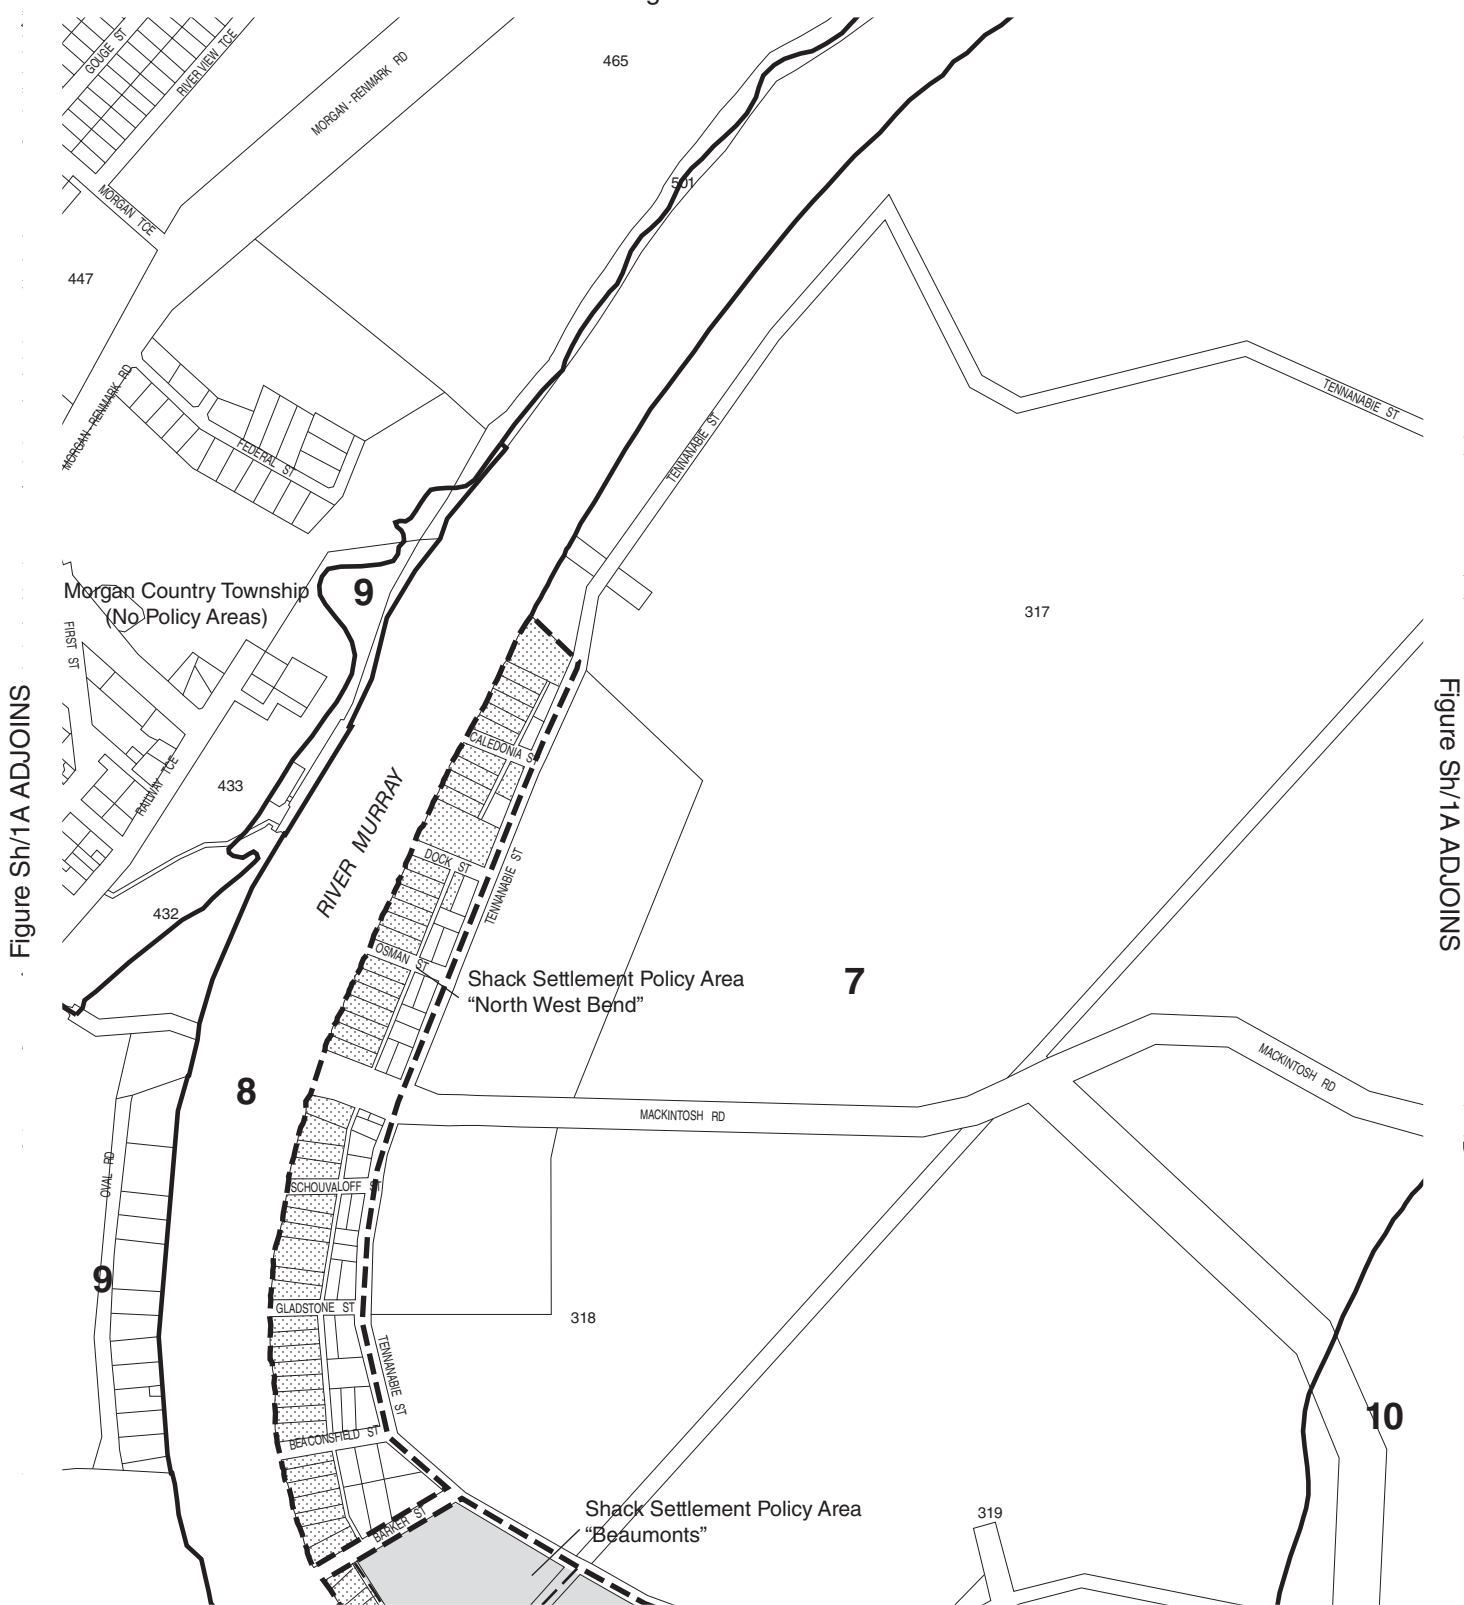 GOUGE ST
RIVER VIEW TCE
MORGAN - RENMARK RD
465
501
MORGAN TCE
447
MORGAN - RENMARK RD
FEDERAL ST
TENNANABIE ST
TENNANABIE ST
Morgan Country Township
(No Policy Areas)
9
317
FIRST ST
Figure Sh/1A ADJOINS
Figure Sh/1A ADJOINS
CALEDONIA S
RAILWAY TCE
433
RIVER MURRAY
DOCK ST
TENNANABIE ST
432
OSMAN ST
Shack Settlement Policy Area
“North West Bend”
7
8
MACKINTOSH RD
MACKINTOSH RD
OVAL RD
SCHOUVALOFF ST
9
GLADSTONE ST
318
TENNANABIE ST
10
BEACONSFIELD ST
Shack Settlement Policy Area
“Beaumonts”
BARKER ST
319